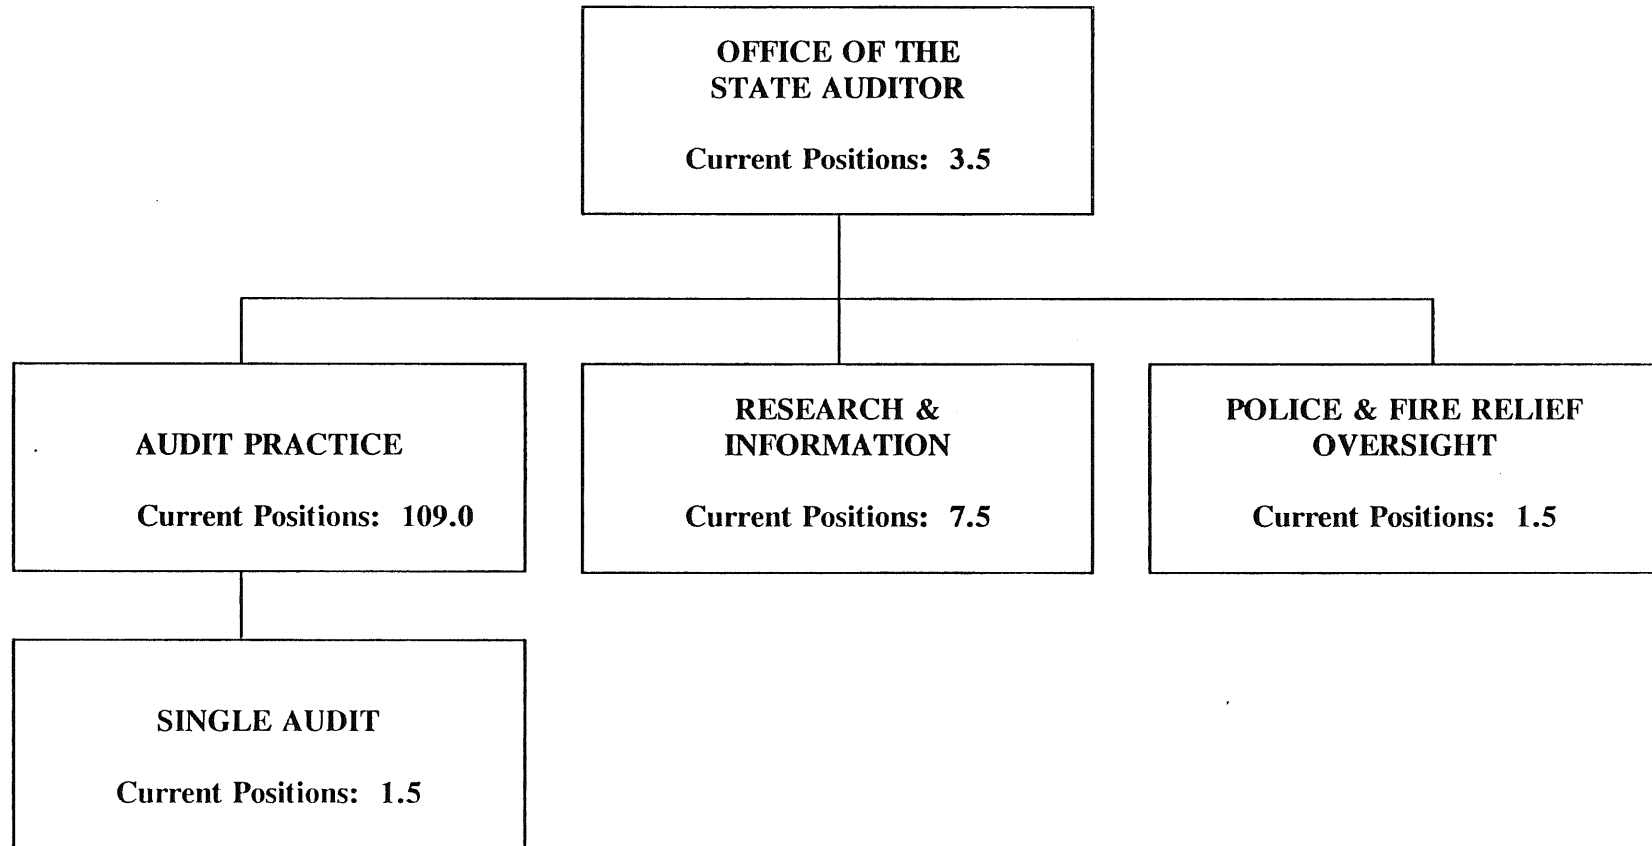 OFFICE OF THE
STATE AUDITOR
Current Positions: 3.5
AUDIT PRACTICE
Current Positions: 109.0
RESEARCH &
INFORMATION
Current Positions: 7.5
POLICE & FIRE RELIEF
OVERSIGHT
Current Positions: 1.5
SINGLE AUDIT
Current Positions: 1.5